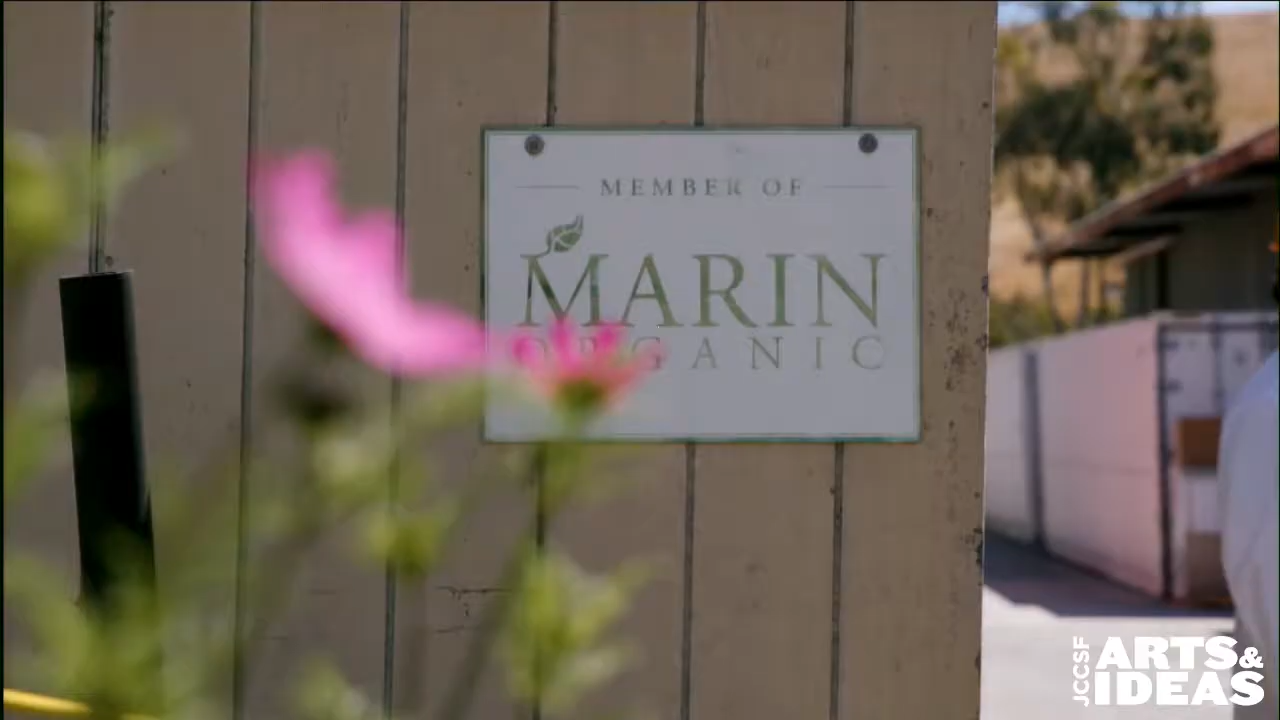 MEMBER OF
MARIN
ORGANIC
JCCSF
ARTS&
IDEAS